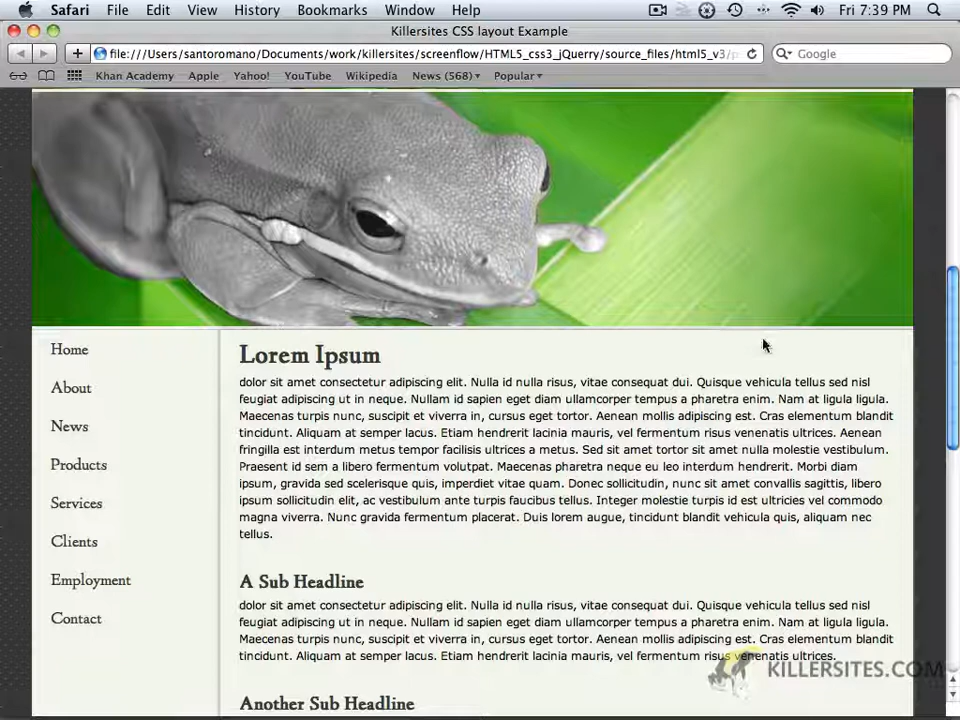 Safari File Edit View History Bookmarks Window Help Fri 7:39 PM
Killersites CSS layout Example
file:///Users/santoromano/Documents/work/killersites/screenflow/HTML5_css3_jQuerry/source_files/html5_v3/ Google
Khan Academy Apple Yahoo! YouTube Wikipedia News (568) Popular
Home
About
News
Products
Services
Clients
Employment
Contact
Lorem Ipsum
dolor sit amet consectetur adipiscing elit. Nulla id nulla risus, vitae consequat dui. Quisque vehicula tellus sed nisl
feugiat adipiscing ut in neque. Nullam id sapien eget diam ullamcorper tempus a pharetra enim. Nam at ligula ligula.
Maecenas turpis nunc, suscipit et viverra in, cursus eget tortor. Aenean mollis adipiscing est. Cras elementum blandit
tincidunt. Aliquam at semper lacus. Etiam hendrerit lacinia mauris, vel fermentum risus venenatis ultrices. Aenean
fringilla est interdum metus tempor facilisis ultrices a metus. Sed sit amet tortor sit amet nulla molestie vestibulum.
Praesent id sem a libero fermentum volutpat. Maecenas pharetra neque eu leo interdum hendrerit. Morbi diam
ipsum, gravida sed scelerisque quis, imperdiet vitae quam. Donec sollicitudin, nunc sit amet convallis sagittis, libero
ipsum sollicitudin elit, ac vestibulum ante turpis faucibus tellus. Integer molestie turpis id est ultricies vel commodo
magna viverra. Nunc gravida fermentum placerat. Duis lorem augue, tincidunt blandit vehicula quis, aliquam nec
tellus.
A Sub Headline
dolor sit amet consectetur adipiscing elit. Nulla id nulla risus, vitae consequat dui. Quisque vehicula tellus sed nisl
feugiat adipiscing ut in neque. Nullam id sapien eget diam ullamcorper tempus a pharetra enim. Nam at ligula ligula.
Maecenas turpis nunc, suscipit et viverra in, cursus eget tortor. Aenean mollis adipiscing est. Cras elementum blandit
tincidunt. Aliquam at semper lacus. Etiam hendrerit lacinia mauris, vel fermentum risus venenatis ultrices.
KILLERSITES.COM
Another Sub Headline